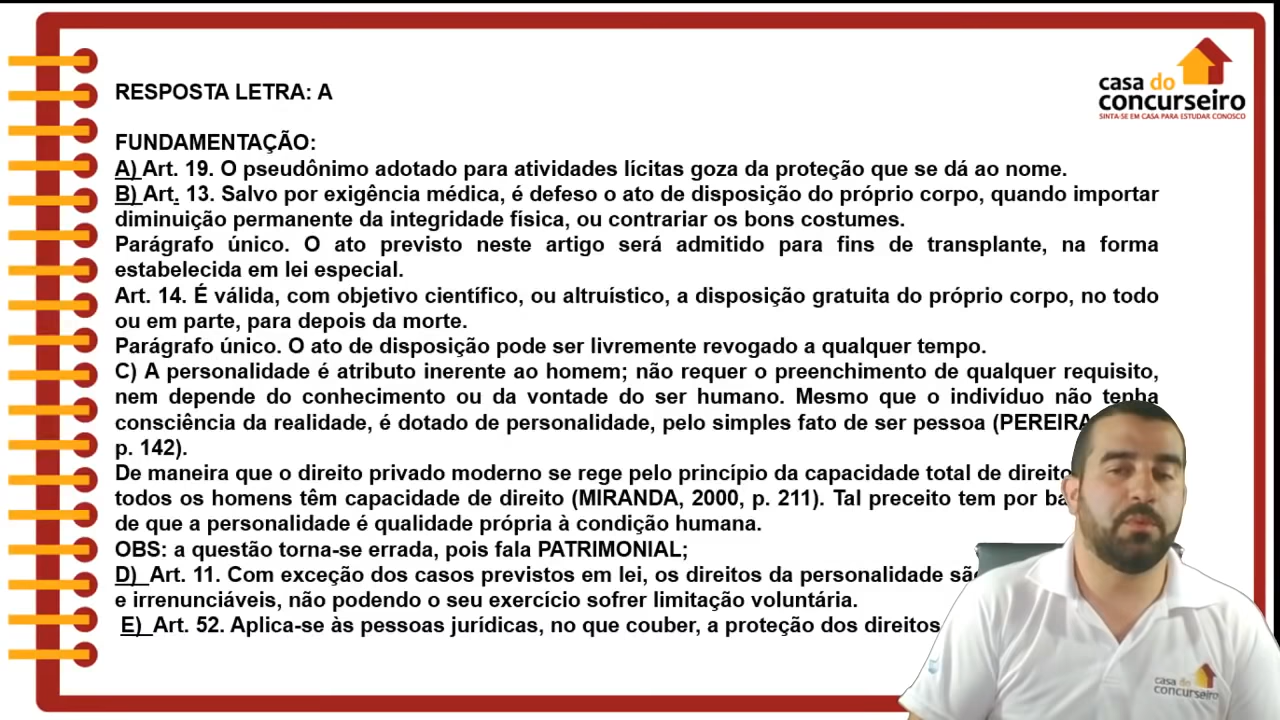 casa do
concurseiro
SINTA-SE EM CASA PARA ESTUDAR CONOSCO
RESPOSTA LETRA: A
FUNDAMENTAÇÃO:
A) Art. 19. O pseudônimo adotado para atividades lícitas goza da proteção que se dá ao nome.
B) Art. 13. Salvo por exigência médica, é defeso o ato de disposição do próprio corpo, quando importar
diminuição permanente da integridade física, ou contrariar os bons costumes.
Parágrafo único. O ato previsto neste artigo será admitido para fins de transplante, na forma
estabelecida em lei especial.
Art. 14. É válida, com objetivo científico, ou altruístico, a disposição gratuita do próprio corpo, no todo
ou em parte, para depois da morte.
Parágrafo único. O ato de disposição pode ser livremente revogado a qualquer tempo.
C) A personalidade é atributo inerente ao homem; não requer o preenchimento de qualquer requisito,
nem depende do conhecimento ou da vontade do ser humano. Mesmo que o indivíduo não tenha
consciência da realidade, é dotado de personalidade, pelo simples fato de ser pessoa (PEREIRA
p. 142).
De maneira que o direito privado moderno se rege pelo princípio da capacidade total de direito
todos os homens têm capacidade de direito (MIRANDA, 2000, p. 211). Tal preceito tem por
de que a personalidade é qualidade própria à condição humana.
OBS: a questão torna-se errada, pois fala PATRIMONIAL;
D) Art. 11. Com exceção dos casos previstos em lei, os direitos da personalidade
e irrenunciáveis, não podendo o seu exercício sofrer limitação voluntária.
E) Art. 52. Aplica-se às pessoas jurídicas, no que couber, a proteção dos direitos
casa do
concurseiro